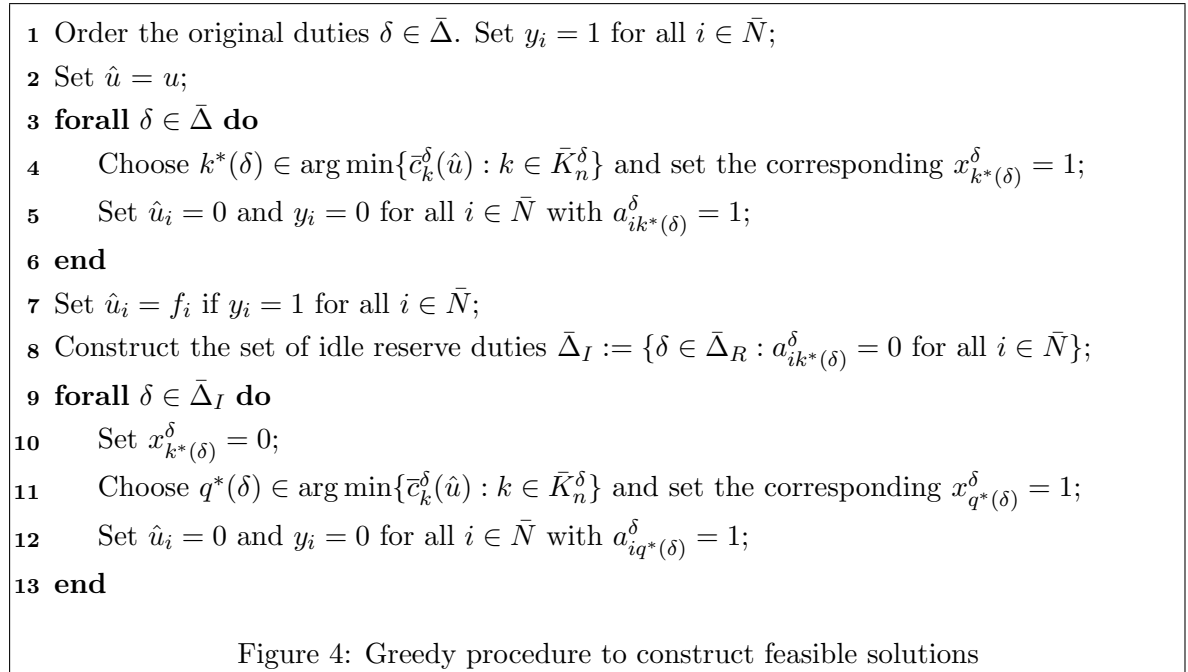 1 Order the original duties δ ∈ Δ̄. Set y_i = 1 for all i ∈ N̄;
2 Set û = u;
3 forall δ ∈ Δ̄ do
4 Choose k*(δ) ∈ arg min{c̄_k^δ(û) : k ∈ K̄_n^δ} and set the corresponding x_{k*(δ)}^δ = 1;
5 Set û_i = 0 and y_i = 0 for all i ∈ N̄ with a_{ik*(δ)}^δ = 1;
6 end
7 Set û_i = f_i if y_i = 1 for all i ∈ N̄;
8 Construct the set of idle reserve duties Δ̄_I := {δ ∈ Δ̄_R : a_{ik*(δ)}^δ = 0 for all i ∈ N̄};
9 forall δ ∈ Δ̄_I do
10 Set x_{k*(δ)}^δ = 0;
11 Choose q*(δ) ∈ arg min{c̄_k^δ(û) : k ∈ K̄_n^δ} and set the corresponding x_{q*(δ)}^δ = 1;
12 Set û_i = 0 and y_i = 0 for all i ∈ N̄ with a_{iq*(δ)}^δ = 1;
13 end
Figure 4: Greedy procedure to construct feasible solutions